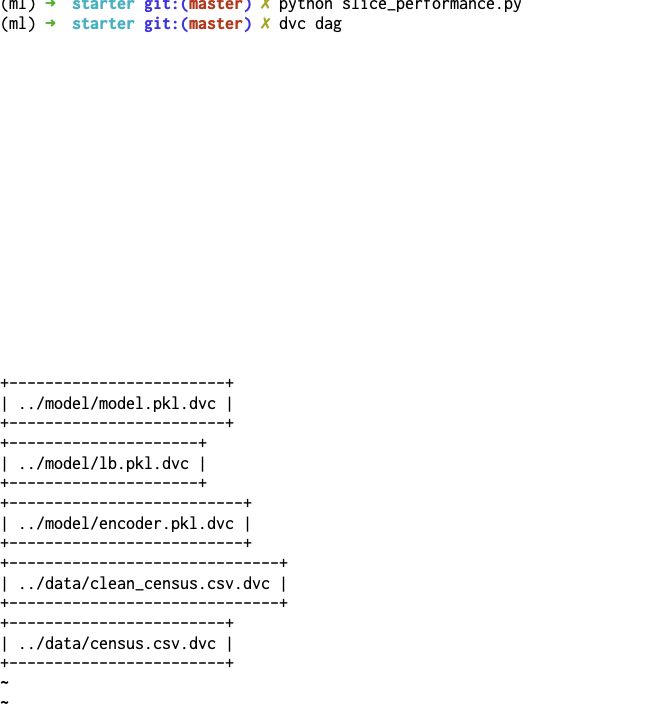 (ml) → starter git:(master) ✗ python slice_performance.py
(ml) → starter git:(master) ✗ dvc dag
+------------------------+
| ../model/model.pkl.dvc |
+------------------------+
+---------------------+
| ../model/lb.pkl.dvc |
+---------------------+
+--------------------------+
| ../model/encoder.pkl.dvc |
+--------------------------+
+------------------------------+
| ../data/clean_census.csv.dvc |
+------------------------------+
+------------------------+
| ../data/census.csv.dvc |
+------------------------+
~
~